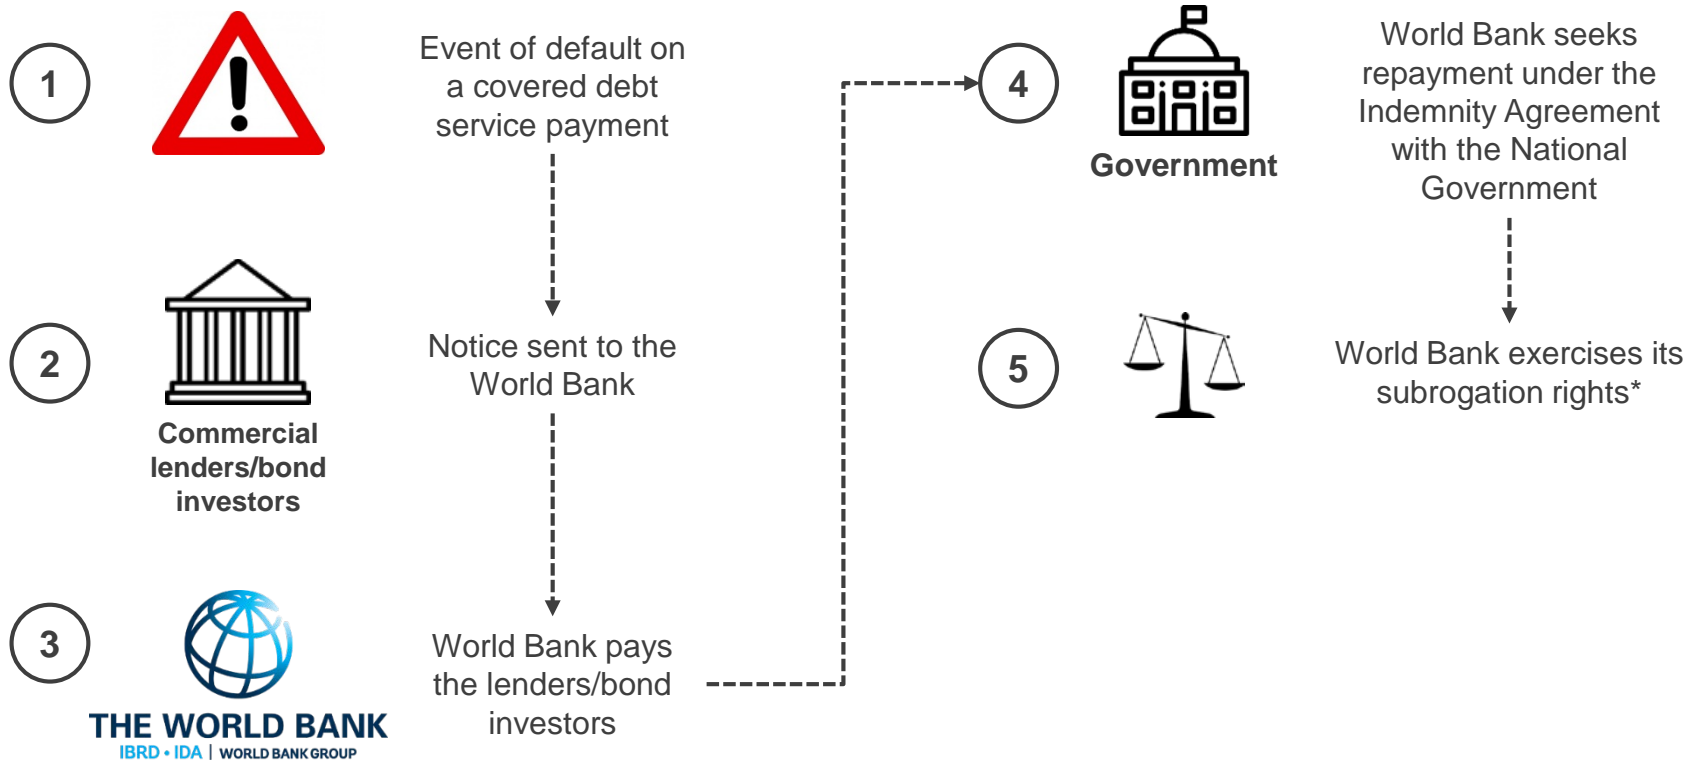 1
Event of default on
a covered debt
service payment
2
Commercial
lenders/bond
investors
Notice sent to the
World Bank
3
THE WORLD BANK
IBRD • IDA | WORLD BANK GROUP
World Bank pays
the lenders/bond
investors
4
Government
World Bank seeks
repayment under the
Indemnity Agreement
with the National
Government
5
World Bank exercises its
subrogation rights*